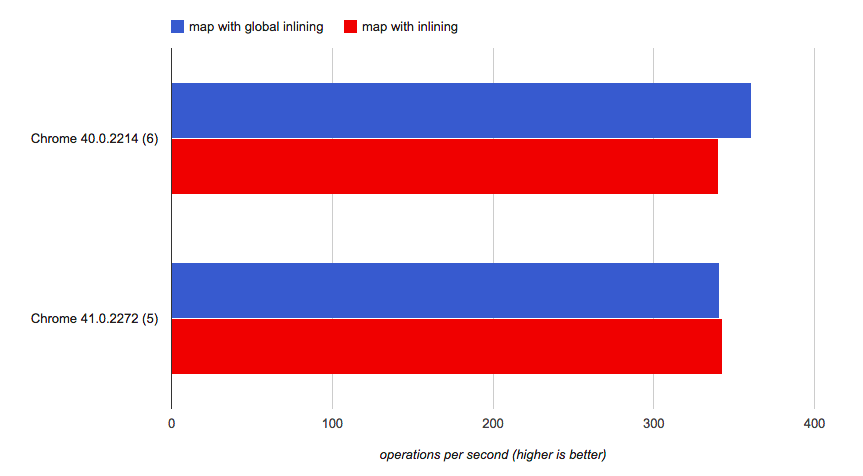 map with global inlining map with inlining
Chrome 40.0.2214 (6)
Chrome 41.0.2272 (5)
0 100 200 300 400
operations per second (higher is better)